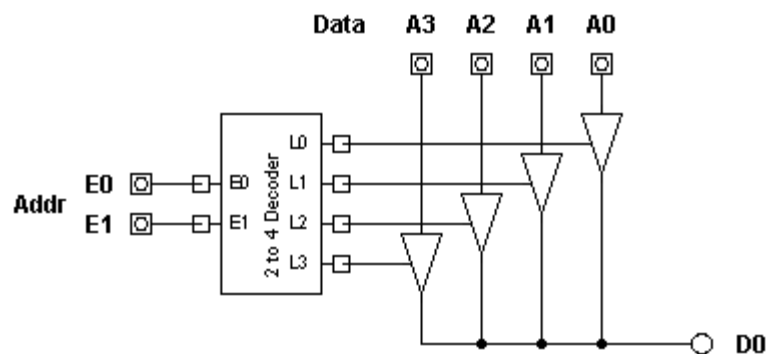 Data A3 A2 A1 A0
L0
E0 E0 L1
Addr
E1 E1 L2
L3
2 to 4 Decoder
D0